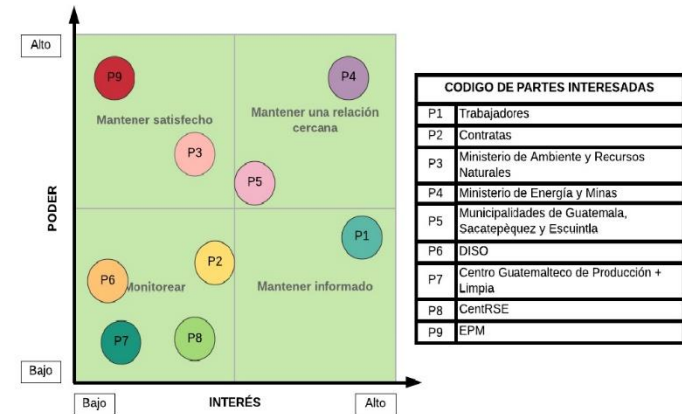 Alto
P9
P4
Mantener satisfecho
Mantener una relación
cercana
P3
P5
PODER
P1
P2
P6
Monitorear
Mantener informado
P7
P8
Bajo
Bajo
INTERÉS
Alto
CODIGO DE PARTES INTERESADAS
P1 Trabajadores
P2 Contratas
P3 Ministerio de Ambiente y Recursos
Naturales
P4 Ministerio de Energía y Minas
P5 Municipalidades de Guatemala,
Sacatepèquez y Escuintla
P6 DISO
P7 Centro Guatemalteco de Producción +
Limpia
P8 CentRSE
P9 EPM